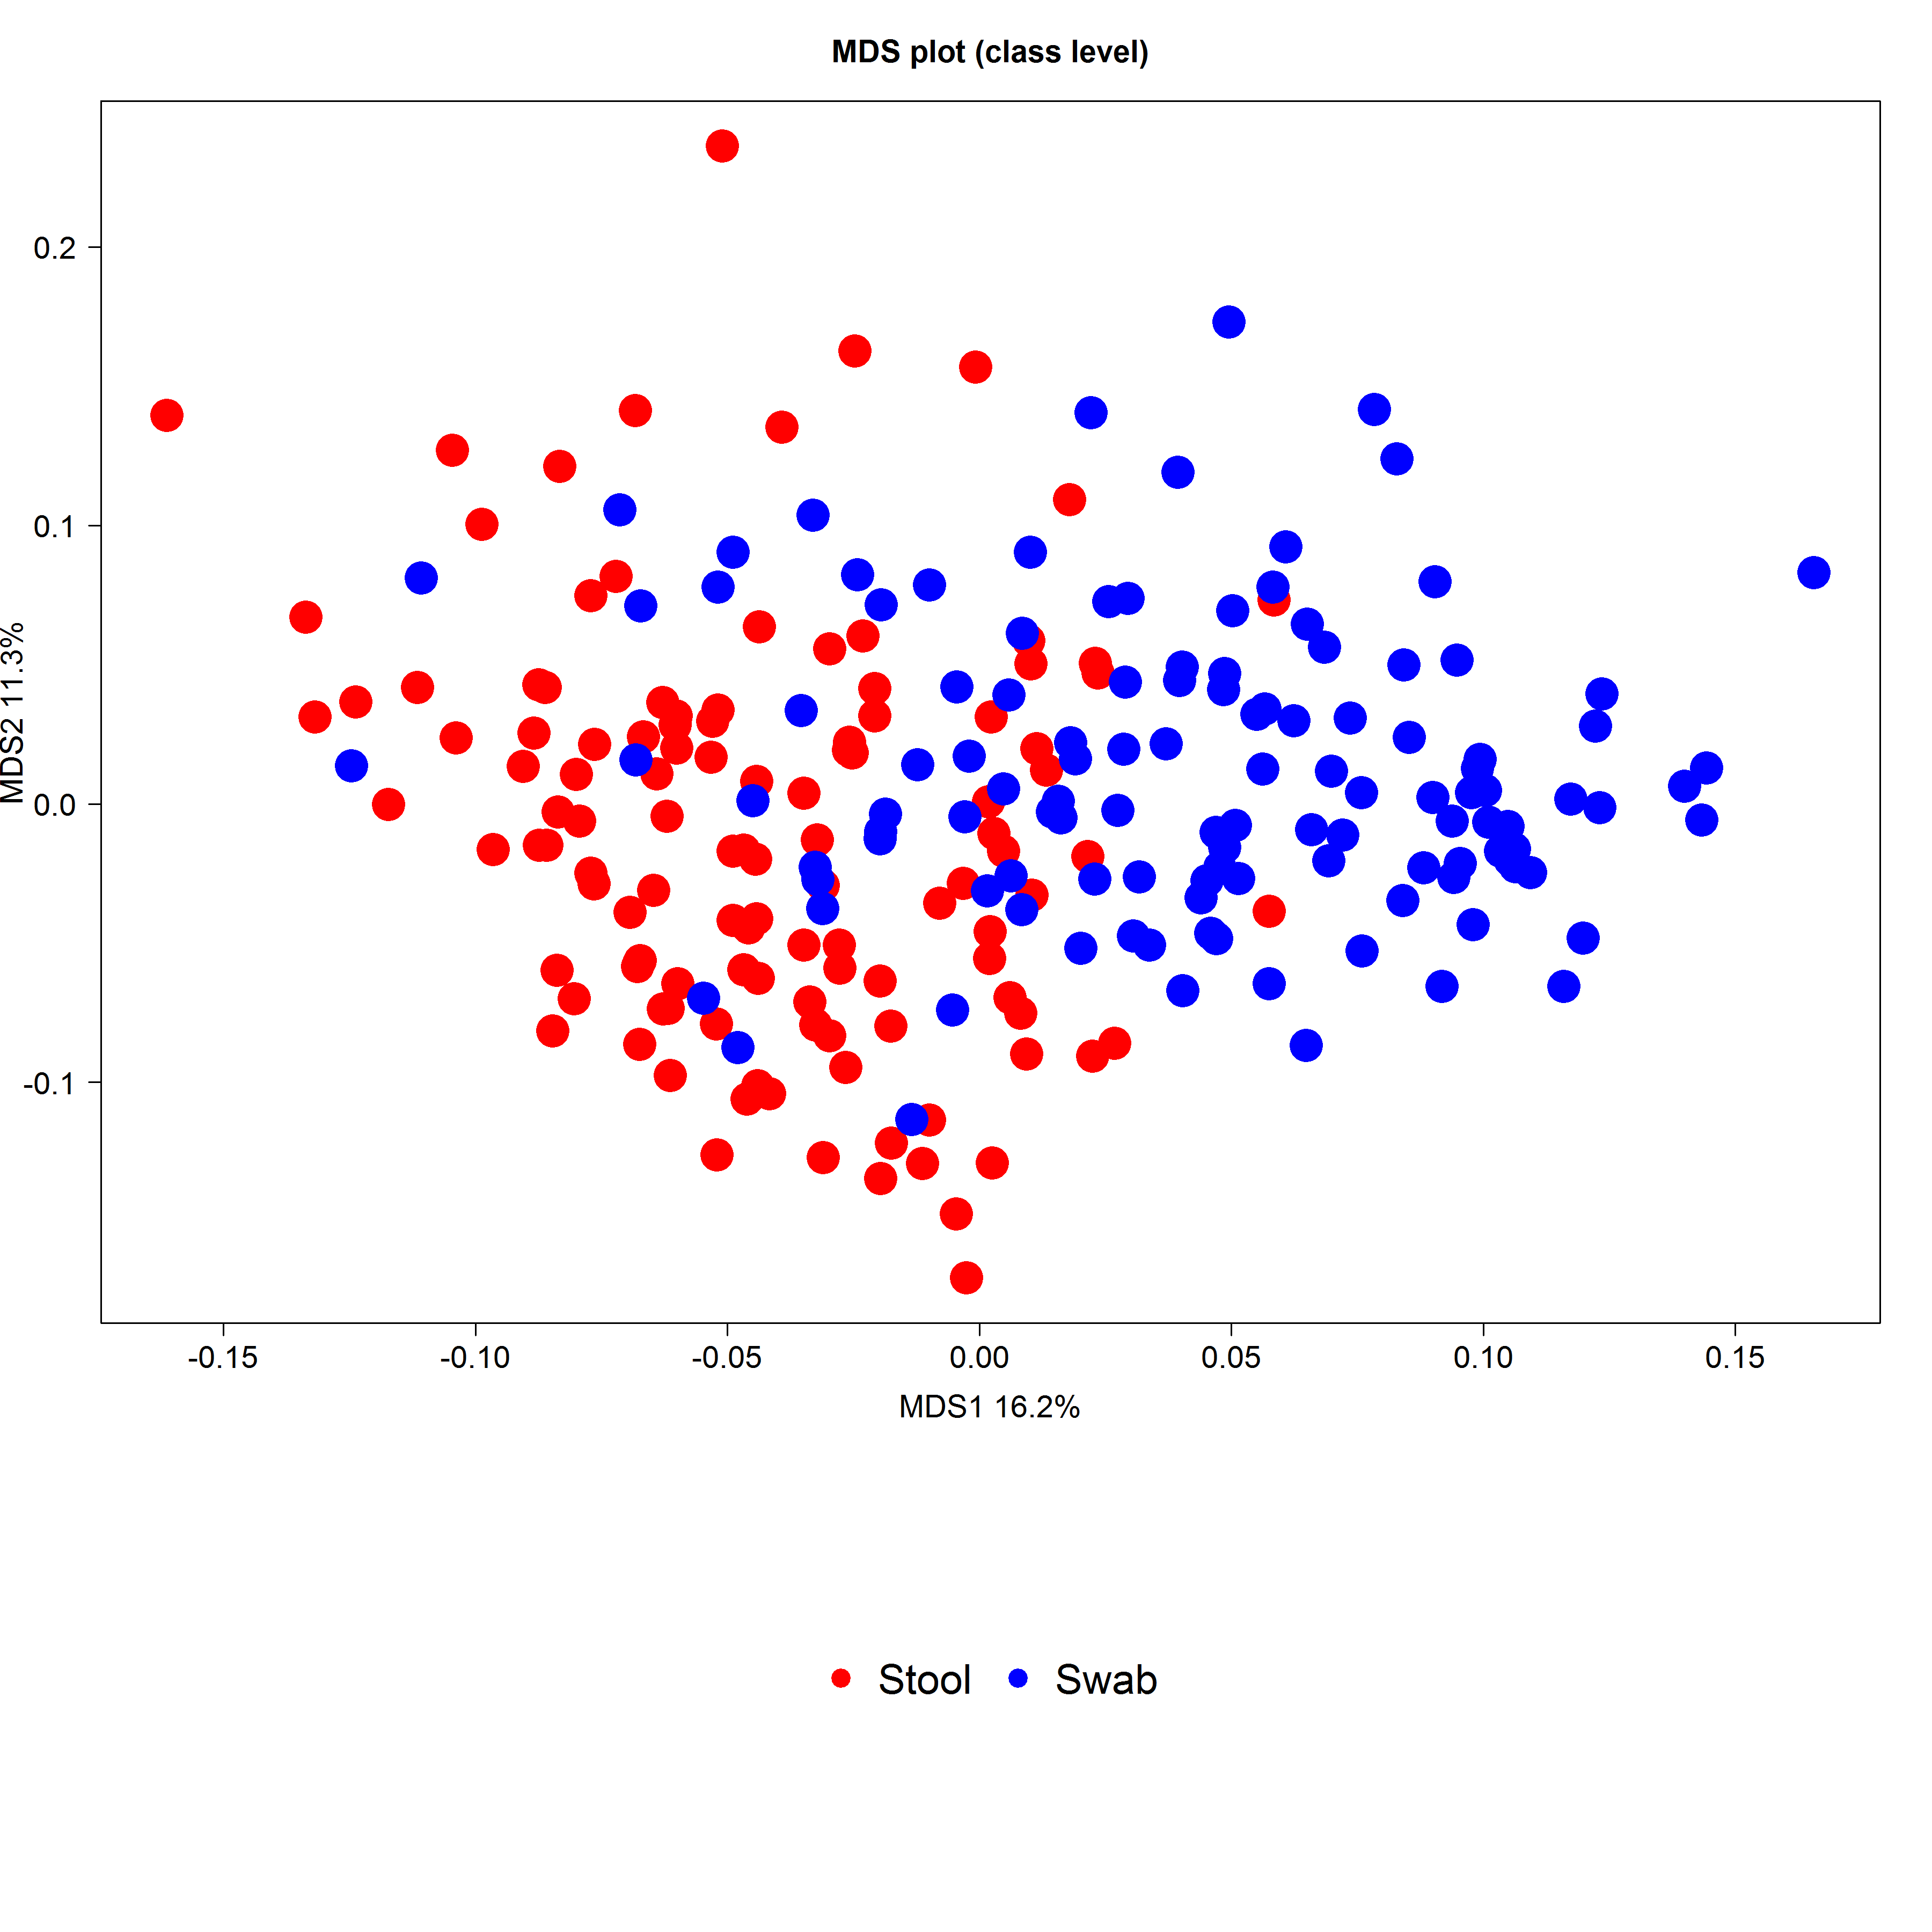 MDS plot (class level)
0.2
0.1
0.0
-0.1
MDS2 11.3%
-0.15 -0.10 -0.05 0.00 0.05 0.10 0.15
MDS1 16.2%
Stool Swab